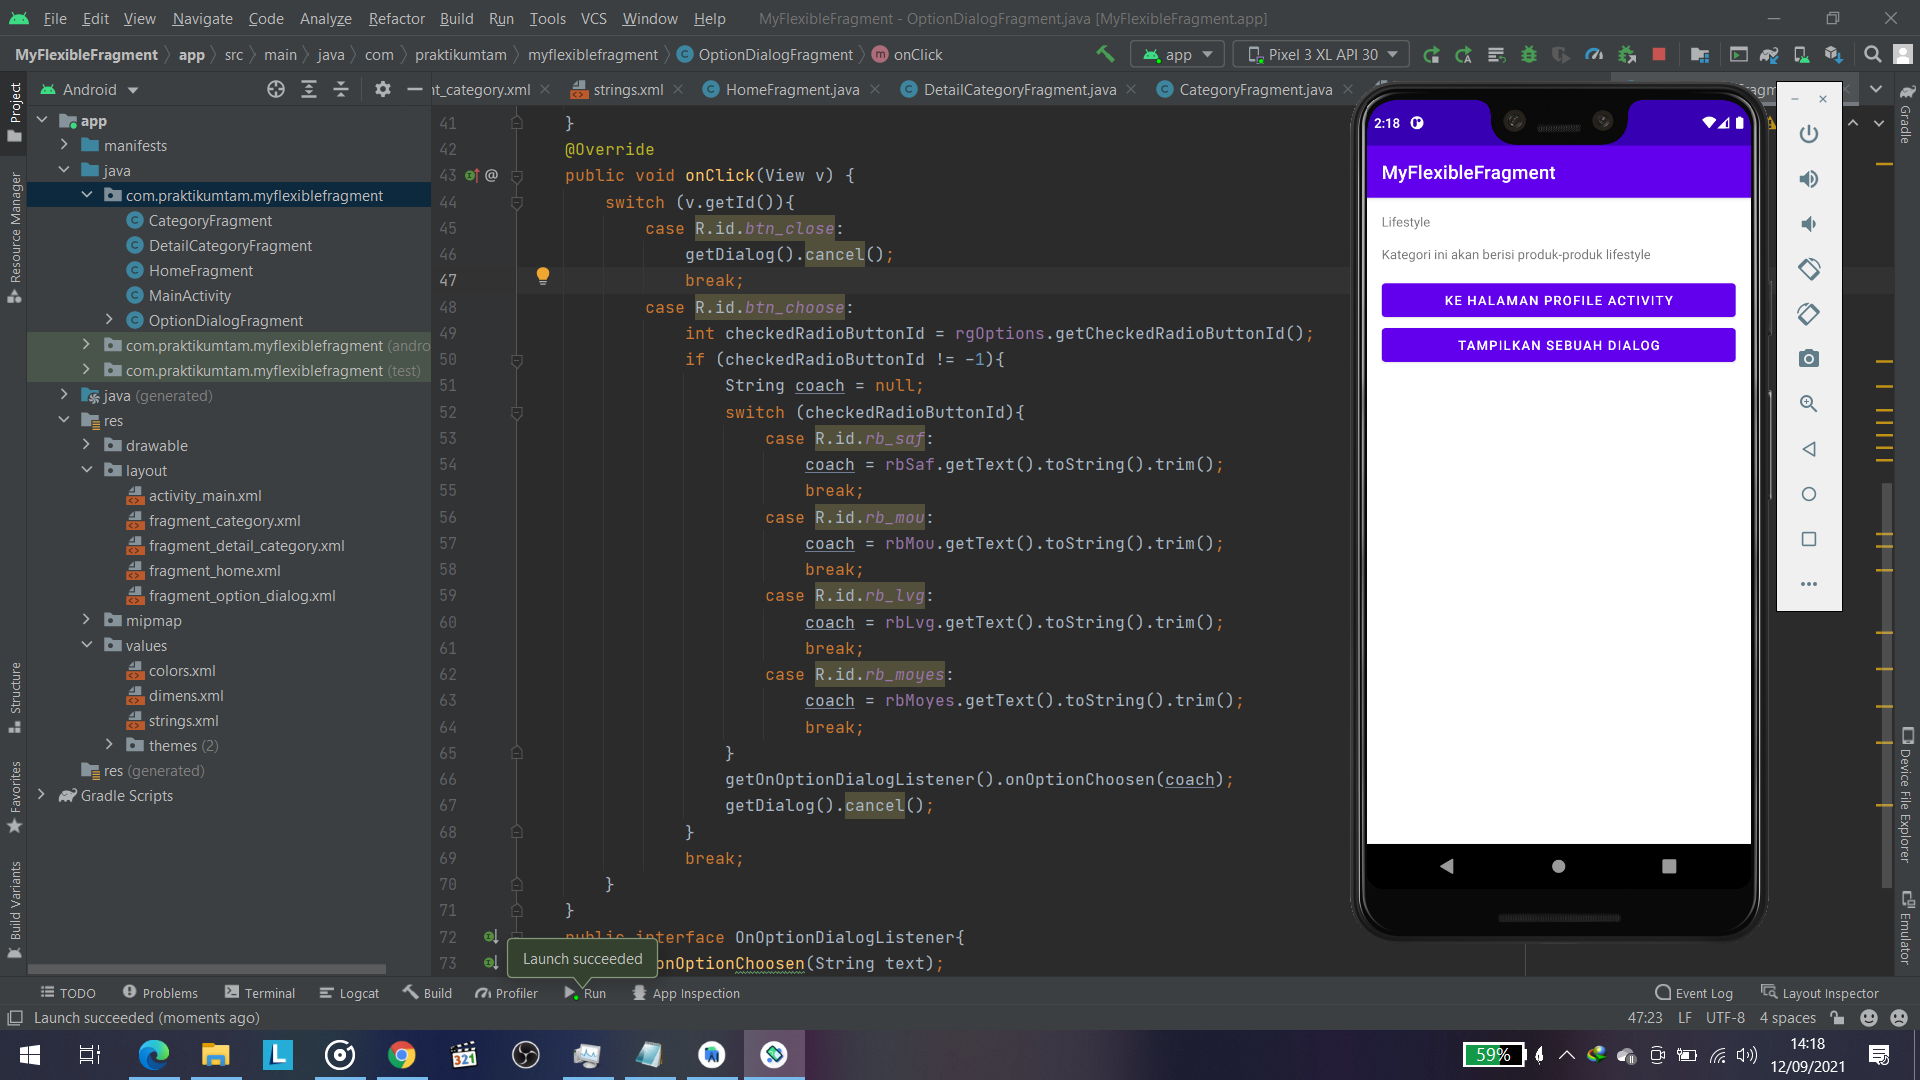 File Edit View Navigate Code Analyze Refactor Build Run Tools VCS Window Help MyFlexibleFragment - OptionDialogFragment.java [MyFlexibleFragment.app]
MyFlexibleFragment app src main java com praktikumtam myflexiblefragment OptionDialogFragment onClick app Pixel 3 XL API 30
Android
nt_category.xml strings.xml HomeFragment.java DetailCategoryFragment.java CategoryFragment.java
Project
Resource Manager
Structure
Favorites
Build Variants
app
manifests
java
com.praktikumtam.myflexiblefragment
CategoryFragment
DetailCategoryFragment
HomeFragment
MainActivity
OptionDialogFragment
com.praktikumtam.myflexiblefragment (andro
com.praktikumtam.myflexiblefragment (test)
java (generated)
res
drawable
layout
activity_main.xml
fragment_category.xml
fragment_detail_category.xml
fragment_home.xml
fragment_option_dialog.xml
mipmap
values
colors.xml
dimens.xml
strings.xml
themes (2)
res (generated)
Gradle Scripts
41 }
42 @Override
43 @ public void onClick(View v) {
44 switch (v.getId()){
45 case R.id.btn_close:
46 getDialog().cancel();
47 break;
48 case R.id.btn_choose:
49 int checkedRadioButtonId = rgOptions.getCheckedRadioButtonId();
50 if (checkedRadioButtonId != -1){
51 String coach = null;
52 switch (checkedRadioButtonId){
53 case R.id.rb_saf:
54 coach = rbSaf.getText().toString().trim();
55 break;
56 case R.id.rb_mou:
57 coach = rbMou.getText().toString().trim();
58 break;
59 case R.id.rb_lvg:
60 coach = rbLvg.getText().toString().trim();
61 break;
62 case R.id.rb_moyes:
63 coach = rbMoyes.getText().toString().trim();
64 break;
65 }
66 getOnOptionDialogListener().onOptionChoosen(coach);
67 getDialog().cancel();
68 }
69 break;
70 }
71 }
72 public interface OnOptionDialogListener{
73 onOptionChoosen(String text);
Launch succeeded
2:18
MyFlexibleFragment
Lifestyle
Kategori ini akan berisi produk-produk lifestyle
KE HALAMAN PROFILE ACTIVITY
TAMPILKAN SEBUAH DIALOG
Gradle
Device File Explorer
Emulator
TODO Problems Terminal Logcat Build Profiler Run App Inspection Event Log Layout Inspector
Launch succeeded (moments ago) 47:23 LF UTF-8 4 spaces
L
321
59%
14:18
12/09/2021